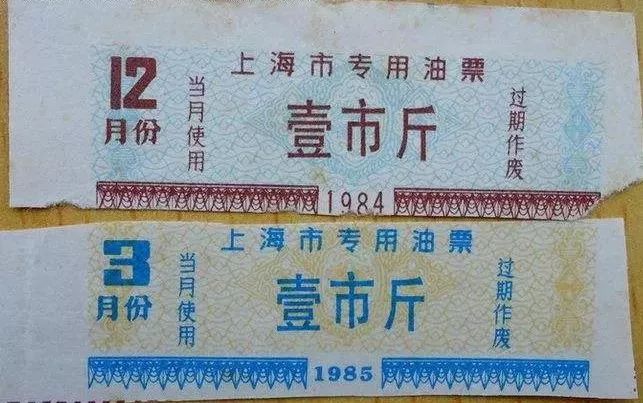 上海市专用油票
12
月份
当月使用
壹市斤
过期作废
1984
上海市专用油票
3
月份
当月使用
壹市斤
过期作废
1985